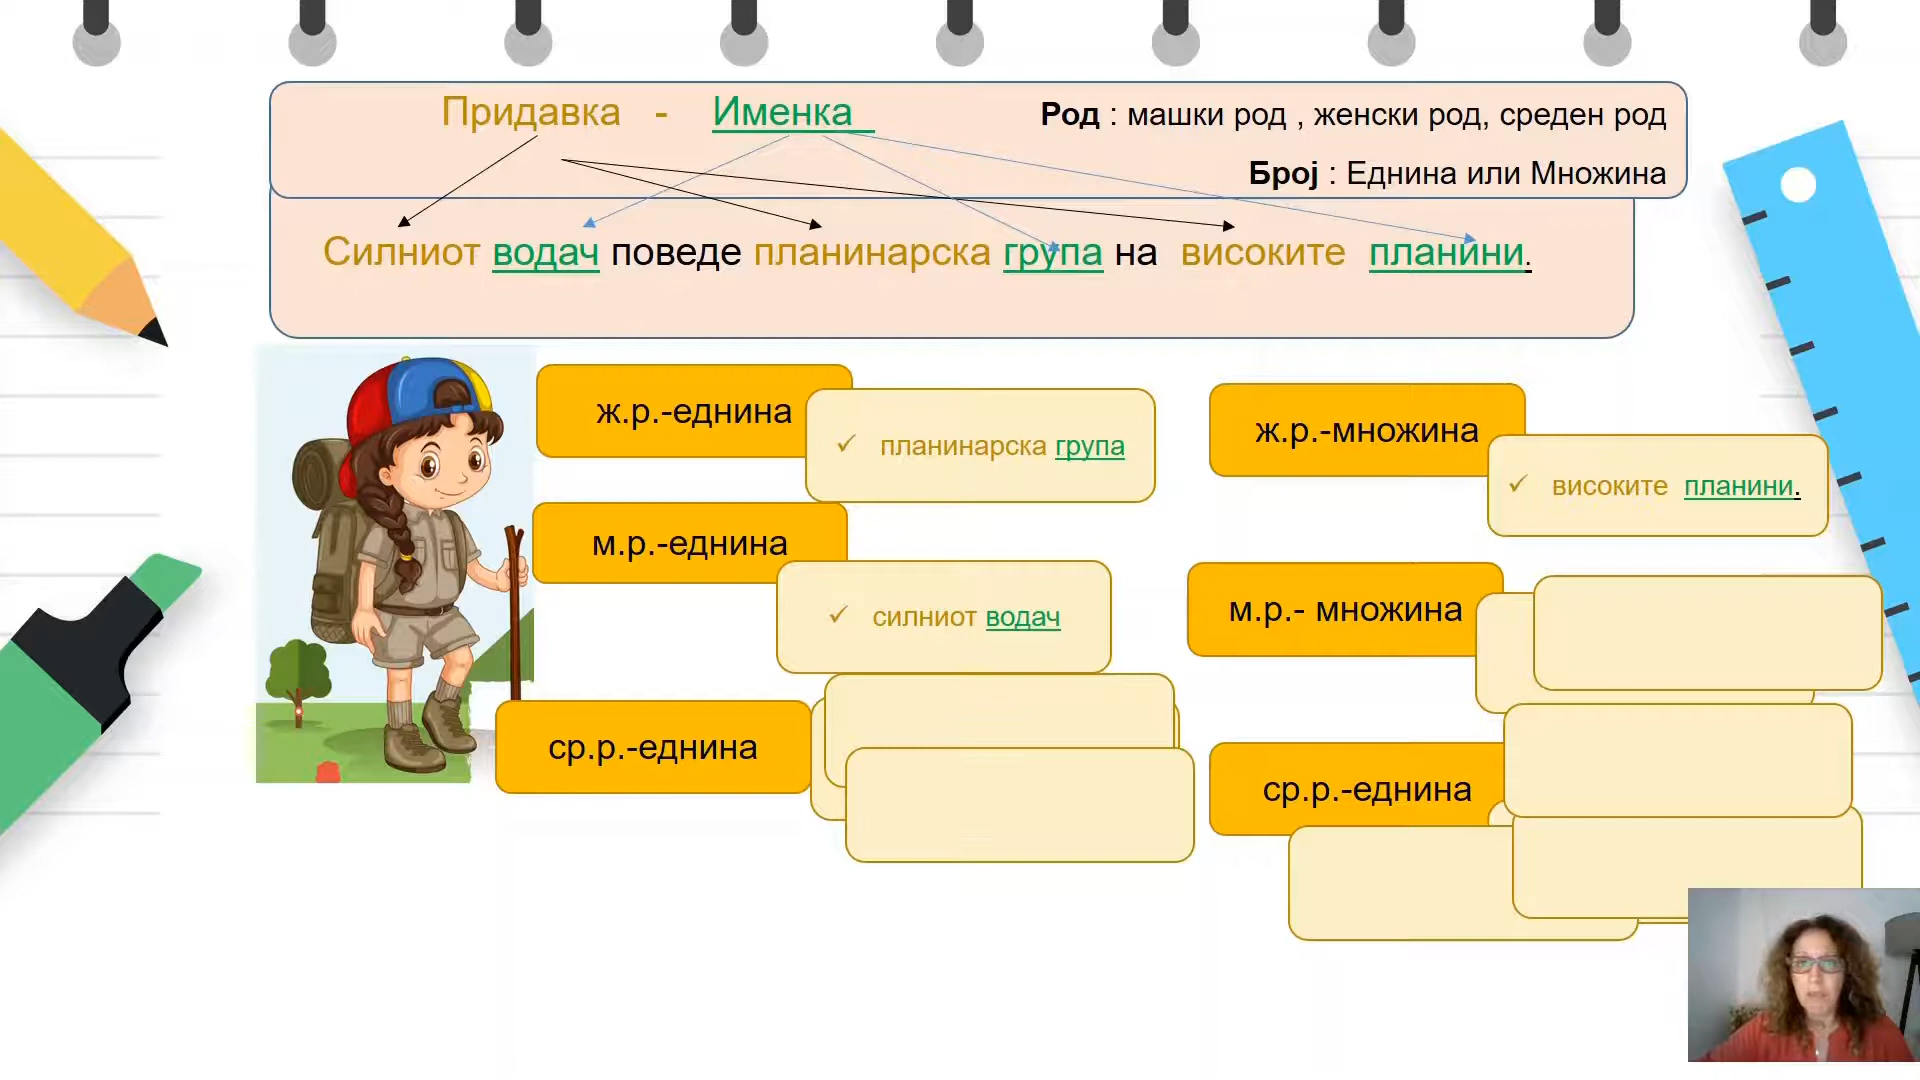 Придавка - Именка
Род : машки род , женски род, среден род
Број : Еднина или Множина
Силниот водач поведе планинарска група на високите планини.
ж.р.-еднина
✓ планинарска група
ж.р.-множина
✓ високите планини.
м.р.-еднина
✓ силниот водач
м.р.- множина
ср.р.-еднина
ср.р.-еднина